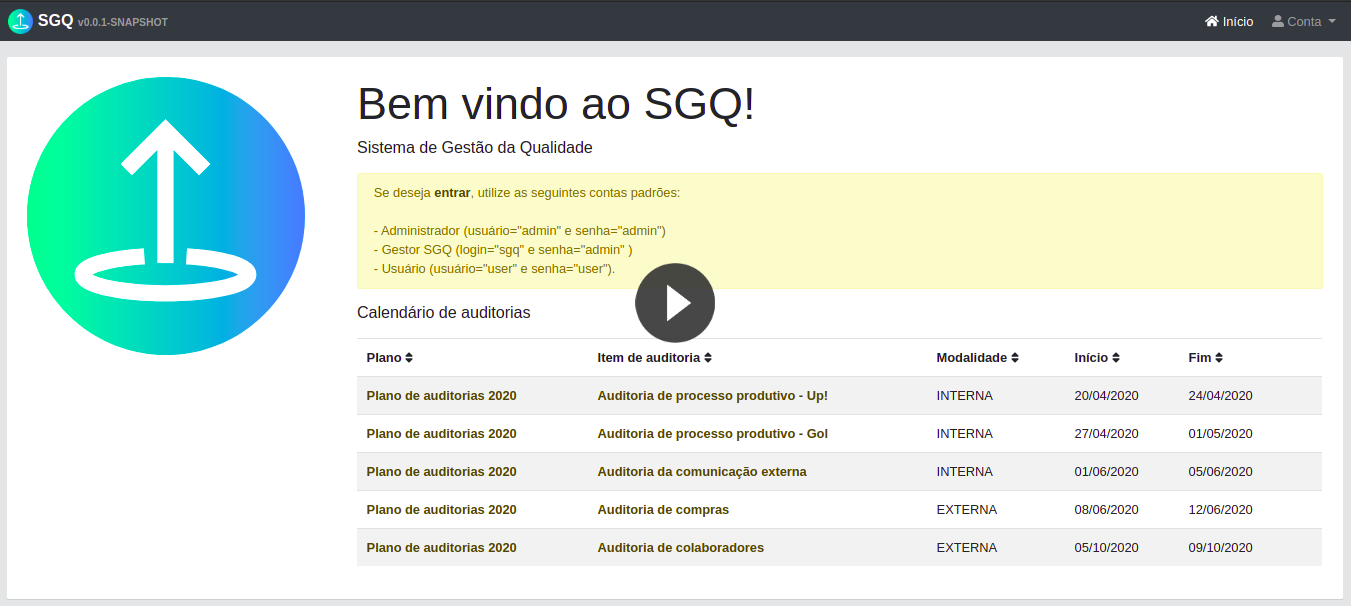 SGQ v0.0.1-SNAPSHOT
Início
Conta
Bem vindo ao SGQ!
Sistema de Gestão da Qualidade
Se deseja entrar, utilize as seguintes contas padrões:
- Administrador (usuário="admin" e senha="admin")
- Gestor SGQ (login="sgq" e senha="admin" )
- Usuário (usuário="user" e senha="user").
Calendário de auditorias
Plano Item de auditoria Modalidade Início Fim
Plano de auditorias 2020 Auditoria de processo produtivo - Up! INTERNA 20/04/2020 24/04/2020
Plano de auditorias 2020 Auditoria de processo produtivo - Gol INTERNA 27/04/2020 01/05/2020
Plano de auditorias 2020 Auditoria da comunicação externa INTERNA 01/06/2020 05/06/2020
Plano de auditorias 2020 Auditoria de compras EXTERNA 08/06/2020 12/06/2020
Plano de auditorias 2020 Auditoria de colaboradores EXTERNA 05/10/2020 09/10/2020